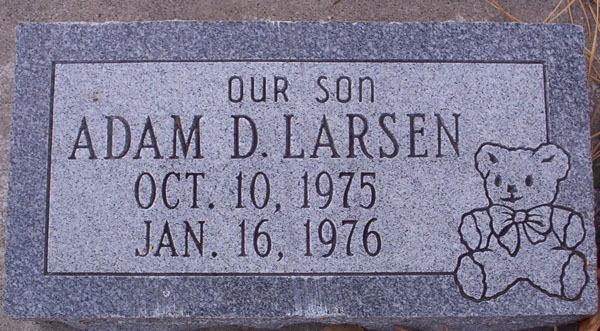 OUR SON
ADAM D. LARSEN
OCT. 10, 1975
JAN. 16, 1976